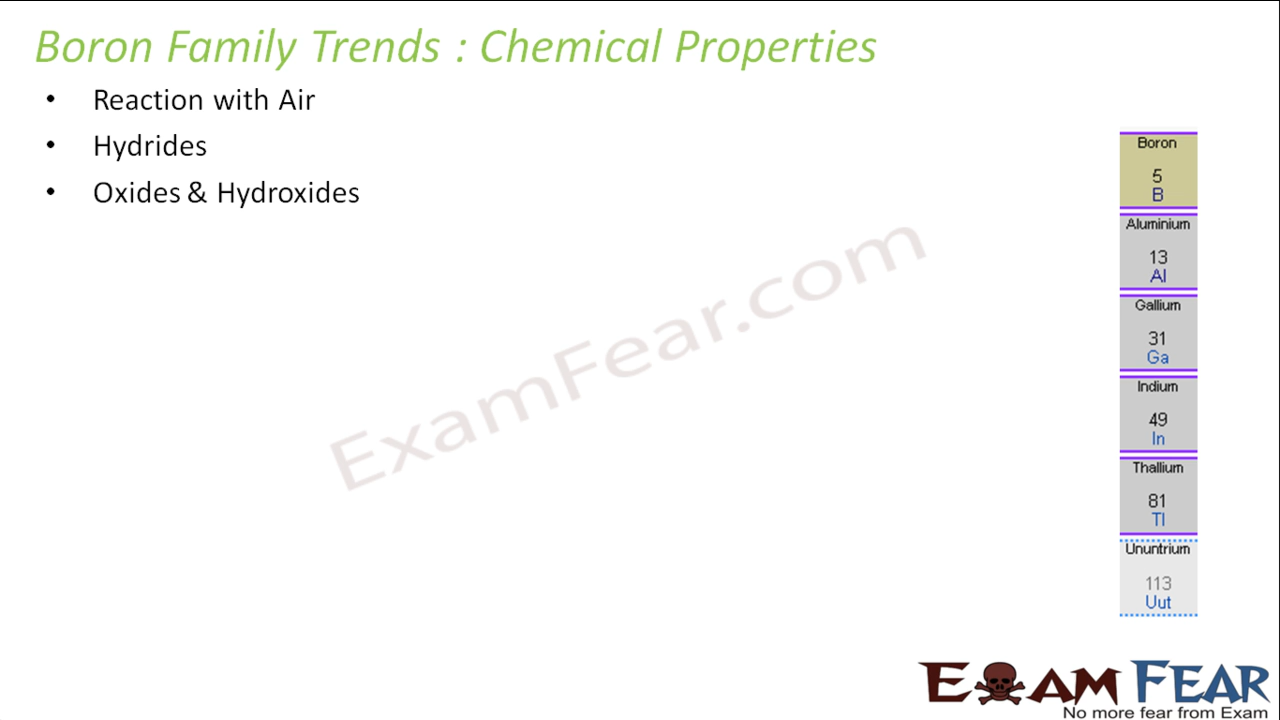 Boron Family Trends : Chemical Properties
• Reaction with Air
• Hydrides
• Oxides & Hydroxides
Boron
5
B
Aluminium
13
Al
Gallium
31
Ga
Indium
49
In
Thallium
81
Tl
Ununtrium
113
Uut
ExamFear.com
EXAM FEAR
No more fear from Exam